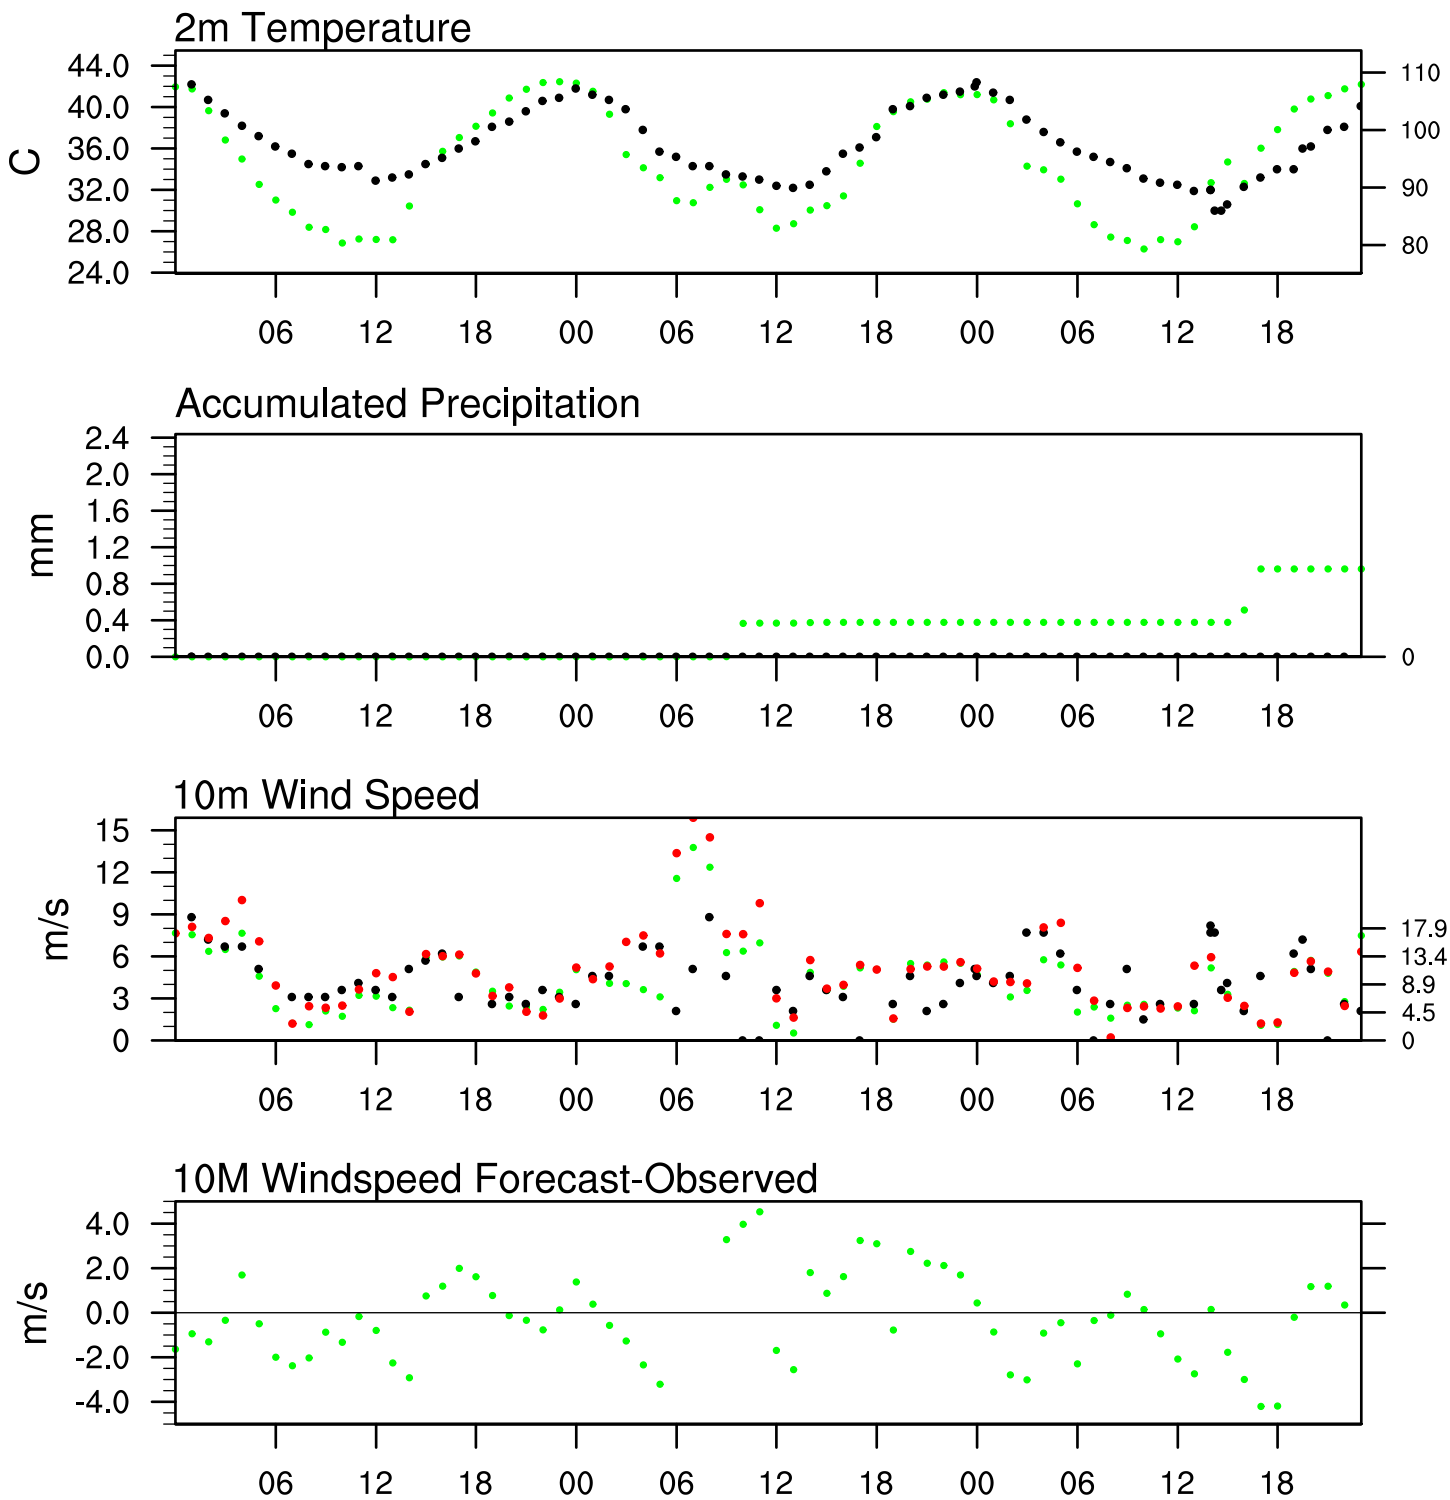 2m Temperature
44.0
40.0
36.0
32.0
28.0
24.0
C
110
100
90
80
06 12 18 00 06 12 18 00 06 12 18
Accumulated Precipitation
2.4
2.0
1.6
1.2
0.8
0.4
0.0
mm
0
06 12 18 00 06 12 18 00 06 12 18
10m Wind Speed
15
12
9
6
3
0
m/s
17.9
13.4
8.9
4.5
0
06 12 18 00 06 12 18 00 06 12 18
10M Windspeed Forecast-Observed
4.0
2.0
0.0
-2.0
-4.0
m/s
06 12 18 00 06 12 18 00 06 12 18